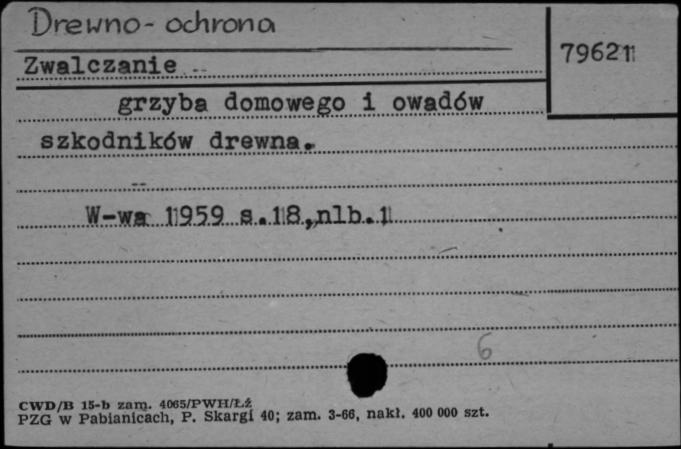 Drewno - ochrona
796211
Zwalczanie
grzyba domowego i owadów
szkodników drewna.
W-wa 1959 s.18,nlb.1
6
CWD/B 15-b zam. 4065/PWH/Łź
PZG w Pabianicach, P. Skargi 40; zam. 3-66, nakł. 400 000 szt.